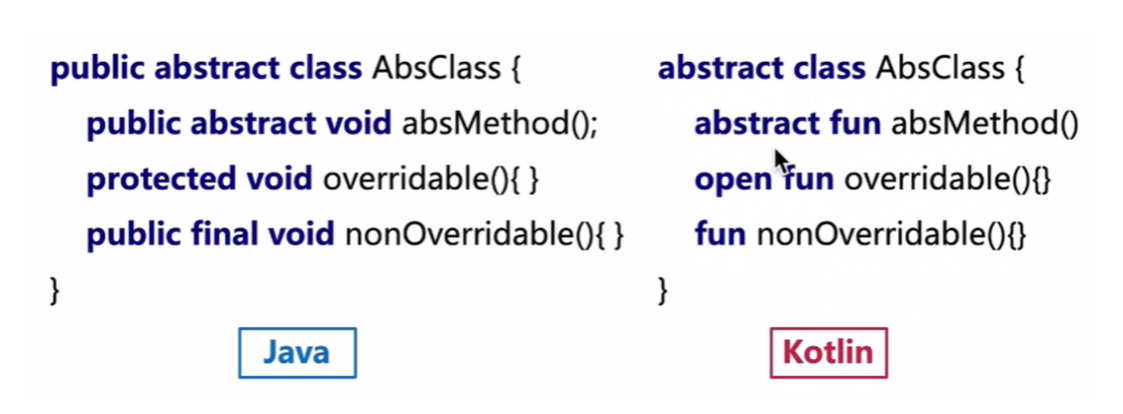 public abstract class AbsClass {
public abstract void absMethod();
protected void overridable(){ }
public final void nonOverridable(){ }
}
Java
abstract class AbsClass {
abstract fun absMethod()
open fun overridable(){}
fun nonOverridable(){}
}
Kotlin